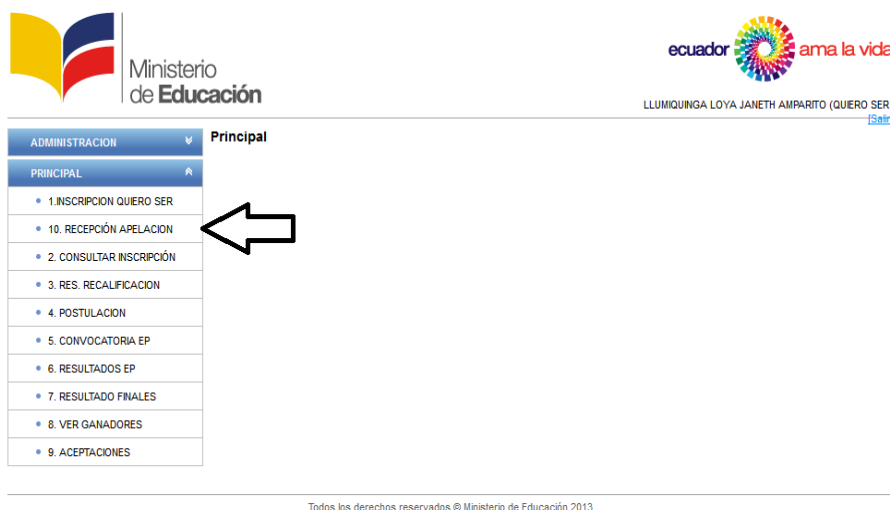 Ministerio
de Educación
ecuador ama la vida
LLUMIQUINGA LOYA JANETH AMPARITO (QUIERO SER
[Salir
ADMINISTRACION
Principal
PRINCIPAL
1.INSCRIPCION QUIERO SER
10. RECEPCIÓN APELACION
2. CONSULTAR INSCRIPCIÓN
3. RES. RECALIFICACION
4. POSTULACION
5. CONVOCATORIA EP
6. RESULTADOS EP
7. RESULTADO FINALES
8. VER GANADORES
9. ACEPTACIONES
Todos los derechos reservados © Ministerio de Educación 2013